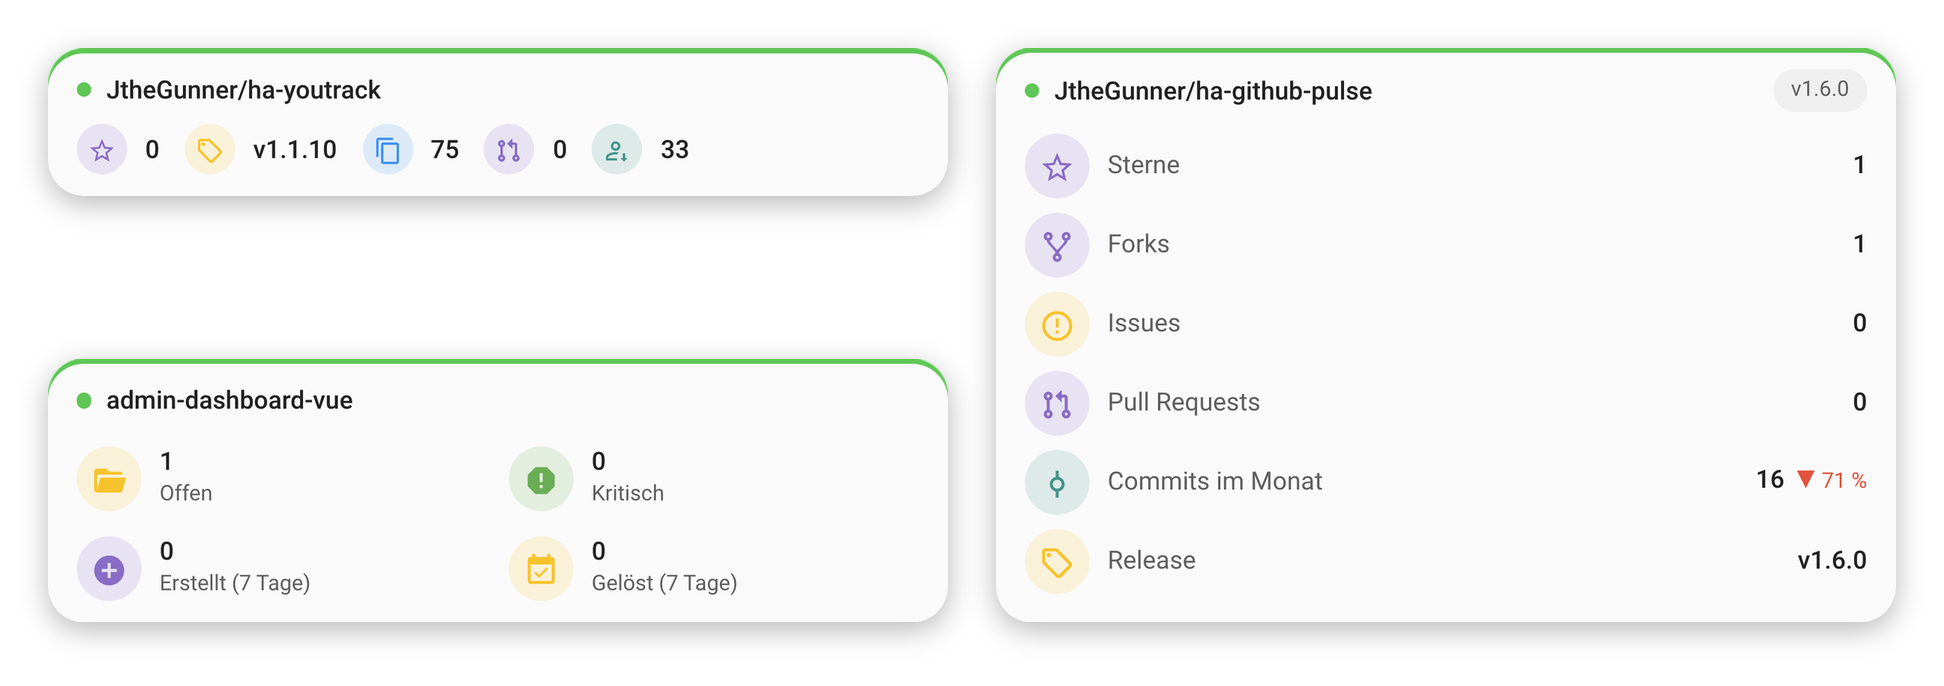 JtheGunner/ha-youtrack
0 v1.1.10 75 0 33
admin-dashboard-vue
1
Offen
0
Kritisch
0
Erstellt (7 Tage)
0
Gelöst (7 Tage)
JtheGunner/ha-github-pulse v1.6.0
Sterne 1
Forks 1
Issues 0
Pull Requests 0
Commits im Monat 16 ▼ 71 %
Release v1.6.0